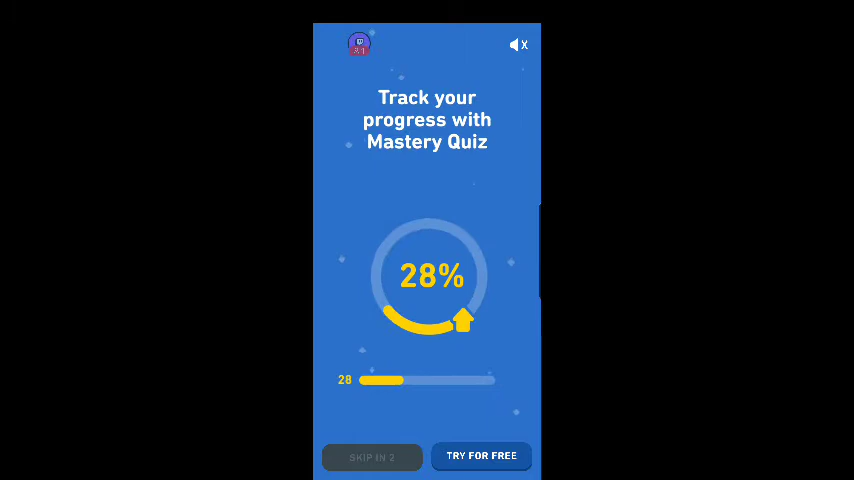 Track your
progress with
Mastery Quiz
28%
28
SKIP IN 2
TRY FOR FREE